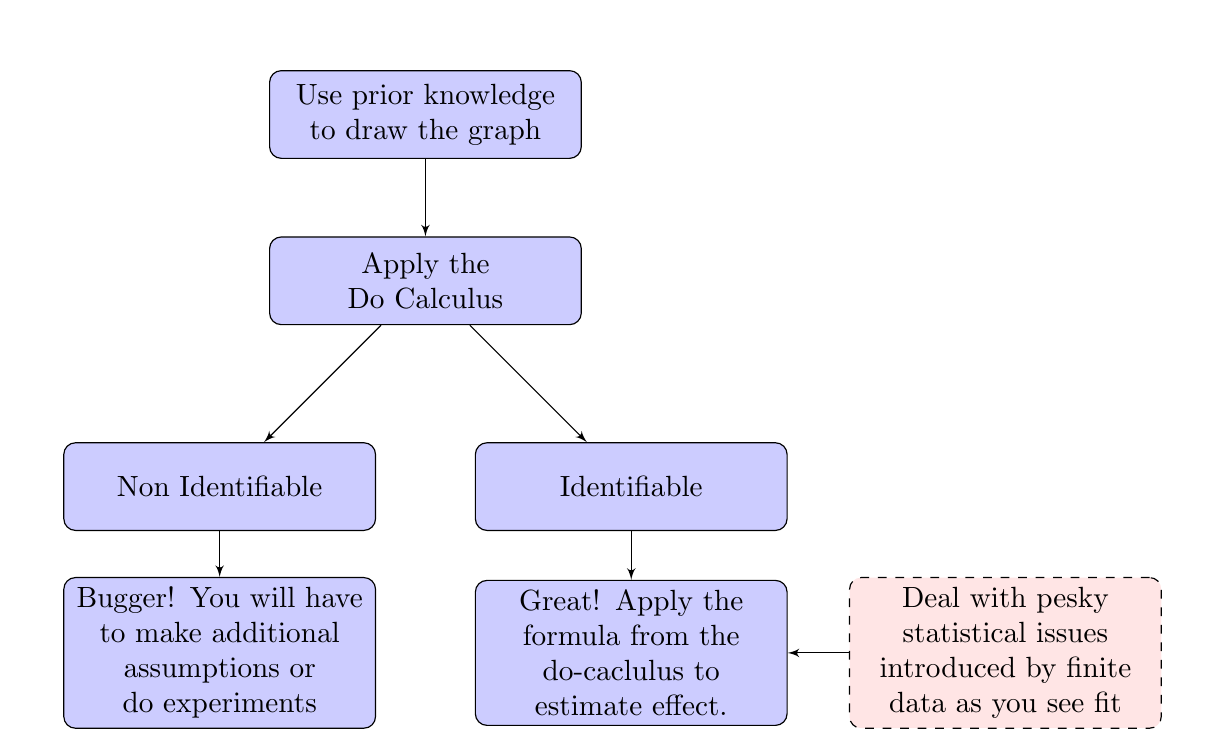 Use prior knowledge
to draw the graph
Apply the
Do Calculus
Non Identifiable
Identifiable
Bugger! You will have
to make additional
assumptions or
do experiments
Great! Apply the
formula from the
do-caclulus to
estimate effect.
Deal with pesky
statistical issues
introduced by finite
data as you see fit